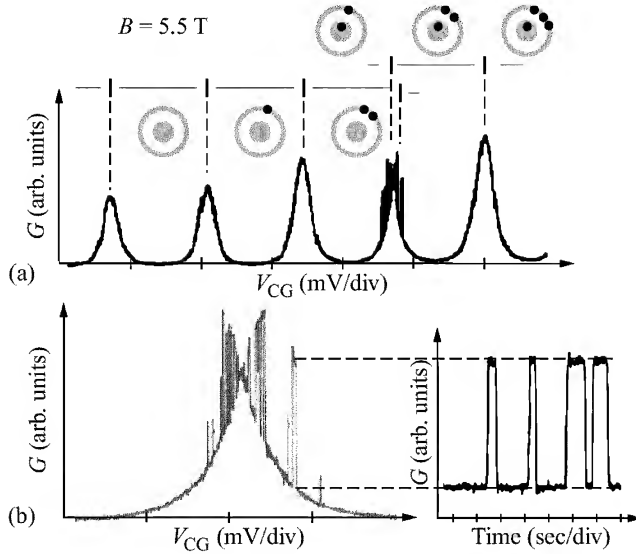 B = 5.5 T
G (arb. units)
(a)
V_CG (mV/div)
G (arb. units)
G (arb. units)
(b)
V_CG (mV/div)
Time (sec/div)